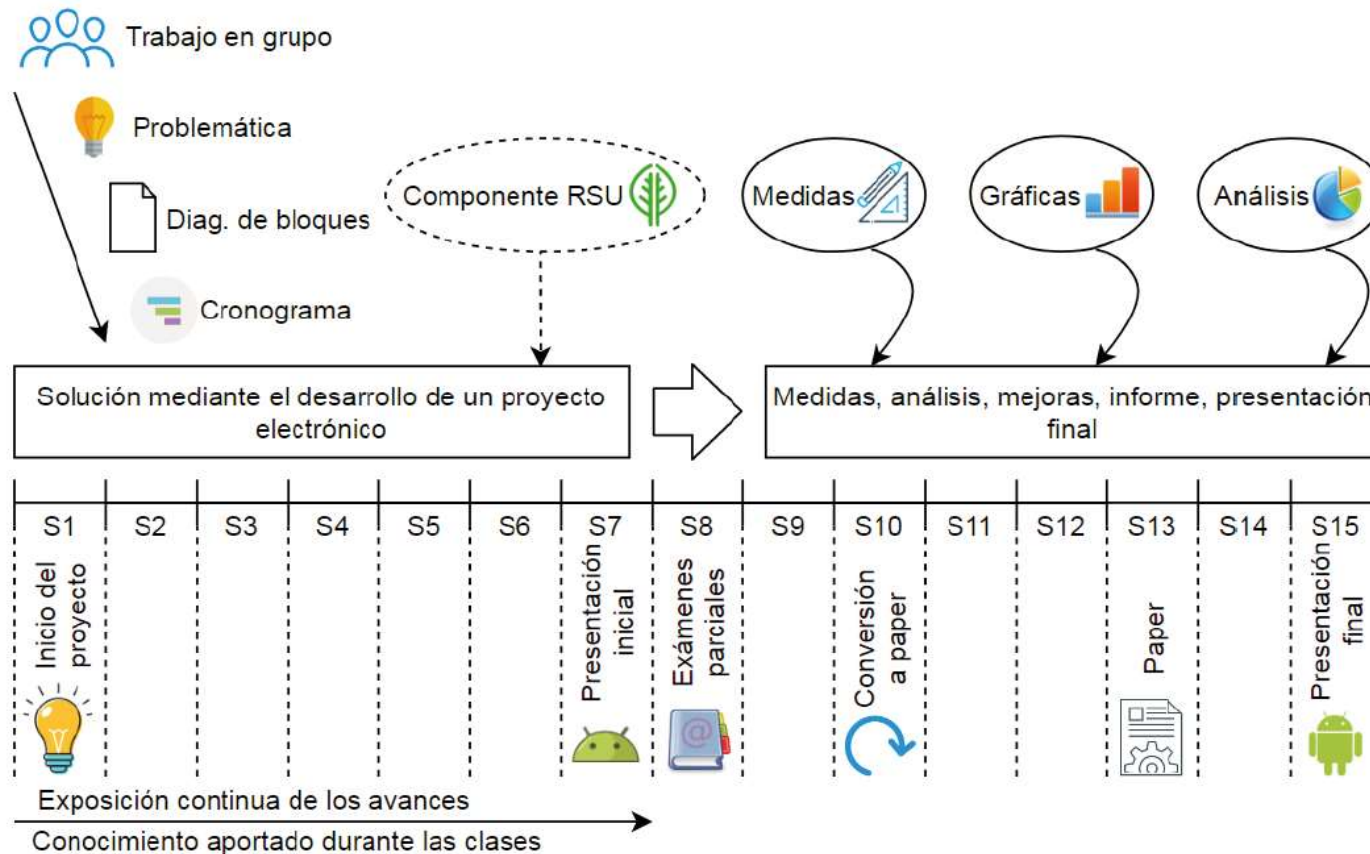 Trabajo en grupo
Problemática
Diag. de bloques
Cronograma
Componente RSU
Medidas
Gráficas
Análisis
Solución mediante el desarrollo de un proyecto
electrónico
Medidas, análisis, mejoras, informe, presentación
final
S1 S2 S3 S4 S5 S6 S7 S8 S9 S10 S11 S12 S13 S14 S15
Inicio del
proyecto
Presentación
inicial
Exámenes
parciales
Conversión
a paper
Paper
Presentación
final
@
Exposición continua de los avances
Conocimiento aportado durante las clases